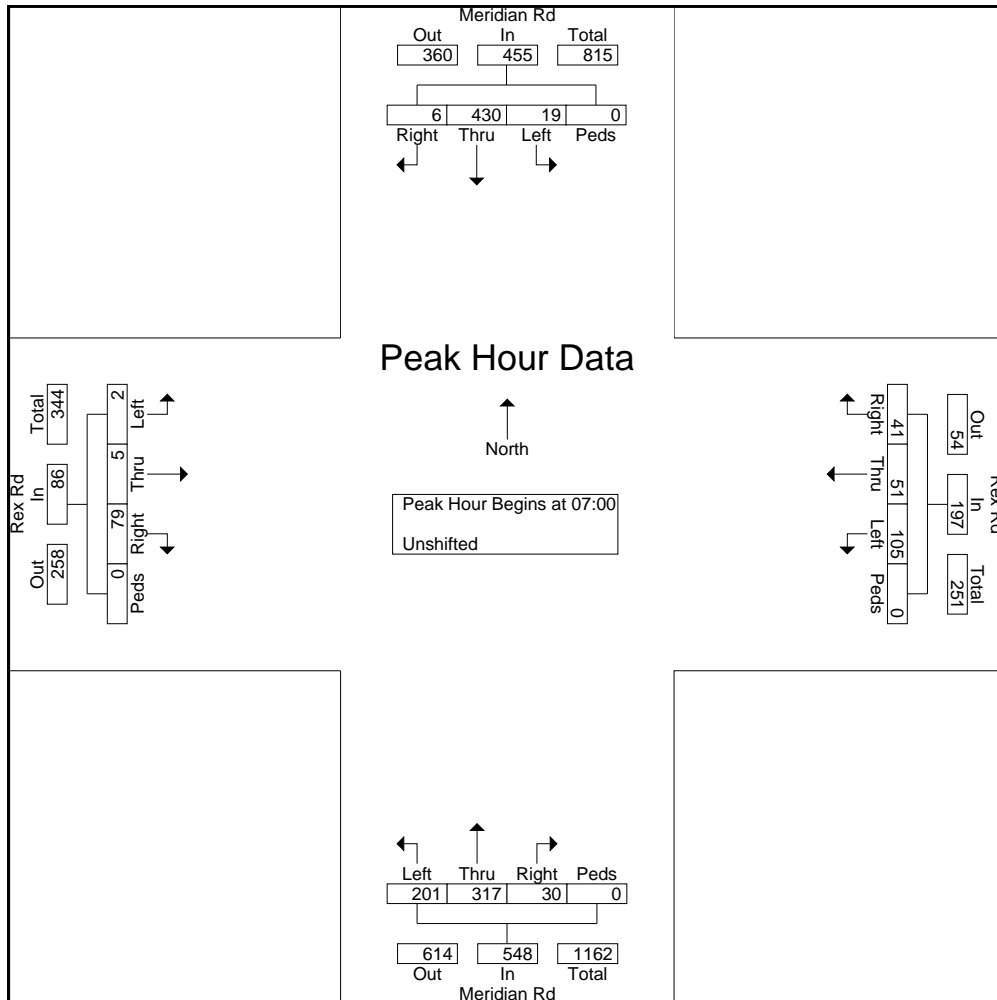 Meridian Rd
Out In Total
360 455 815
6 430 19 0
Right Thru Left Peds
Peak Hour Data
North
Peak Hour Begins at 07:00
Unshifted
Rex Rd
Total In Out
344 86 258
2 5 79 0
Left Thru Right Peds
Right Thru Left Peds
41 51 105 0
Out In Total
54 197 251
Rex Rd
Left Thru Right Peds
201 317 30 0
614 548 1162
Out In Total
Meridian Rd